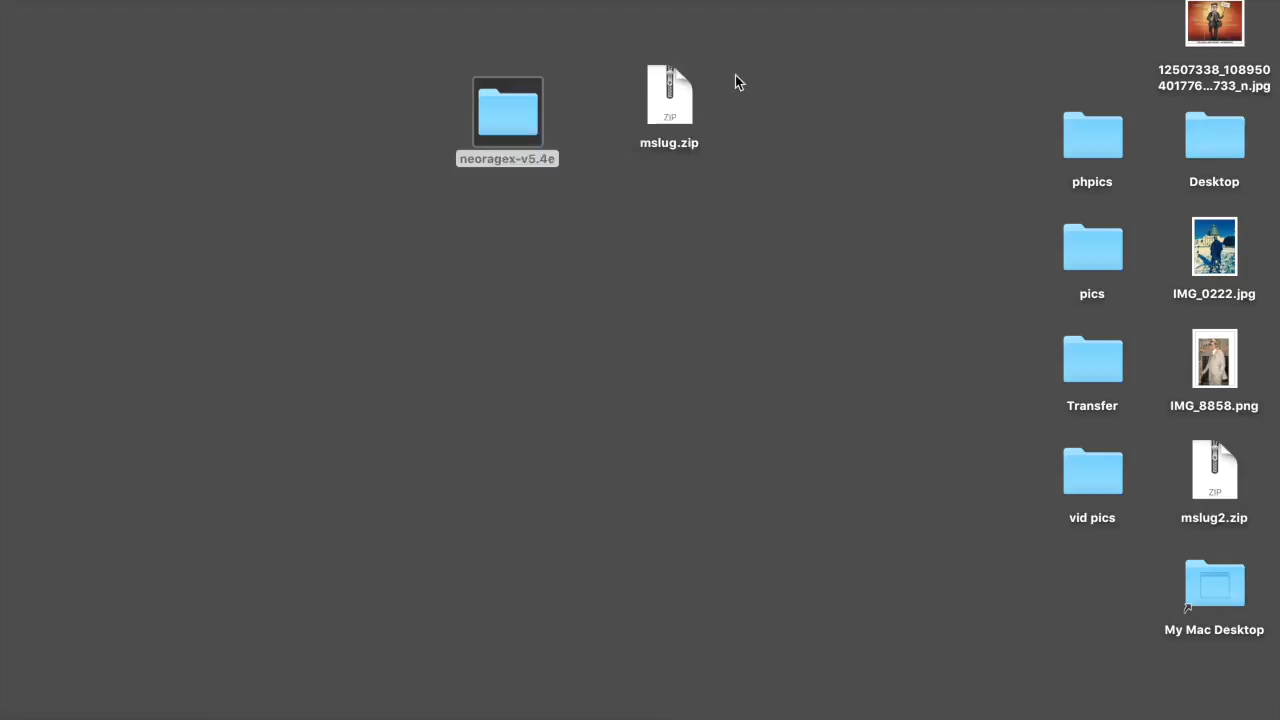 12507338_108950
401776...733_n.jpg
phpics
Desktop
ZIP
mslug.zip
neoragex-v5.4e
pics
IMG_0222.jpg
Transfer
IMG_8858.png
vid pics
ZIP
mslug2.zip
My Mac Desktop